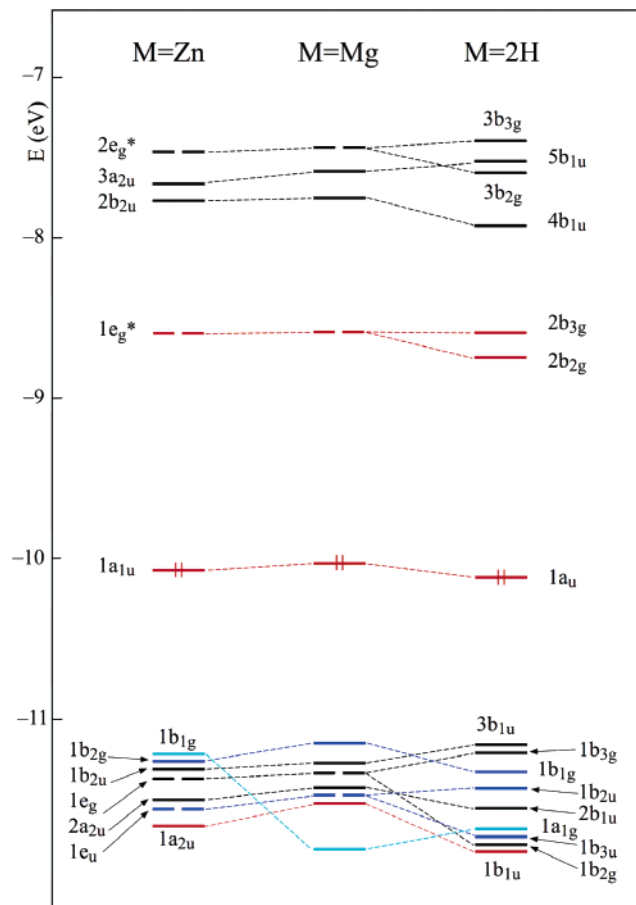 M=Zn M=Mg M=2H
−7
E (eV)
3b3g
2eg*
5b1u
3a2u
3b2g
2b2u
−8
4b1u
1eg*
2b3g
2b2g
−9
−10
1a1u
1au
−11
3b1u
1b1g
1b2g
1b3g
1b2u
1b1g
1b2u
1eg
2b1u
2a2u
1a1g
1a2u
1b3u
1eu
1b2g
1b1u